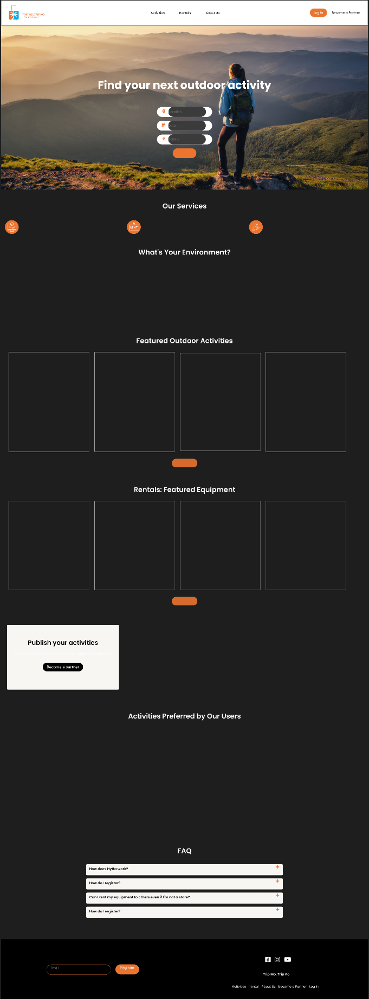 TRIP MO, TRIP KO
Activities
Rentals
About Us
Log In
Become a Partner
Find your next outdoor activity
Location
Date
Activity
Our Services
RENT
What's Your Environment?
Featured Outdoor Activities
Rentals: Featured Equipment
Publish your activities
Become a partner
Activities Preferred by Our Users
FAQ
How does Hytta work?
How do I register?
Can I rent my equipment to others even if I'm not a store?
How do I register?
Email
Register
Trip Mo, Trip Ko
Activities Rental About Us Become a Partner Log In